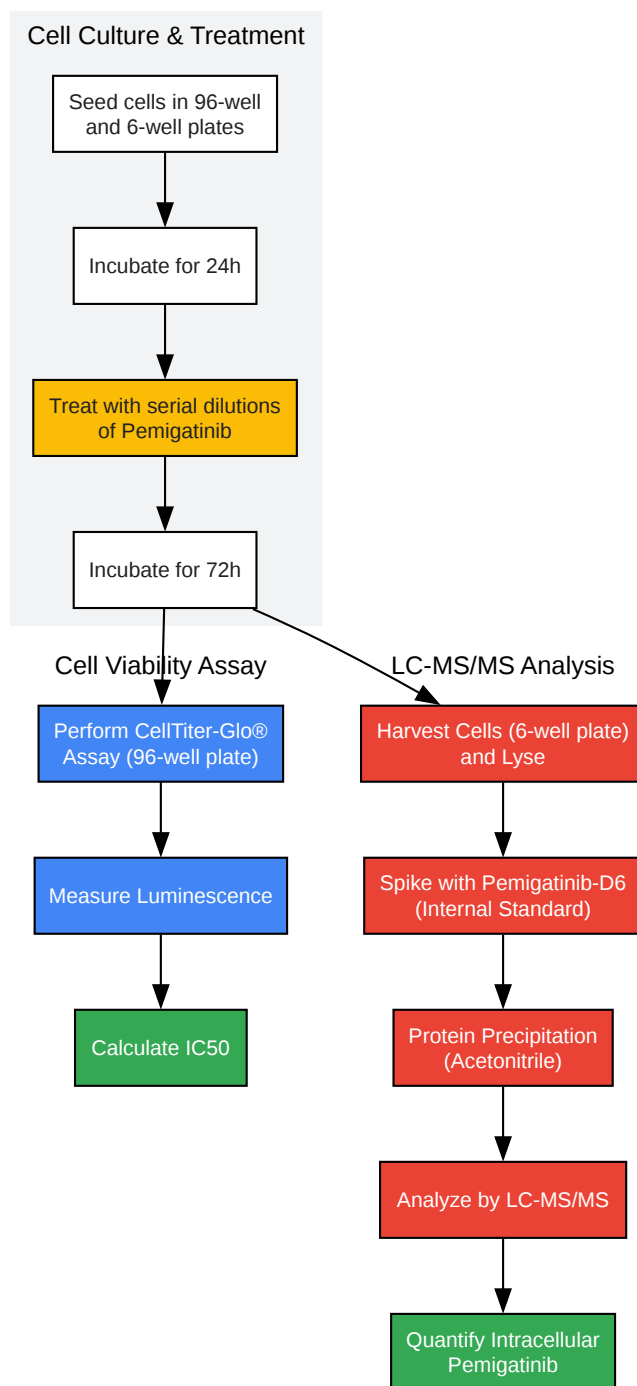 Cell Culture & Treatment
Seed cells in 96-well
and 6-well plates
Incubate for 24h
Treat with serial dilutions
of Pemigatinib
Incubate for 72h
Cell Viability Assay
Perform CellTiter-Glo®
Assay (96-well plate)
Measure Luminescence
Calculate IC50
LC-MS/MS Analysis
Harvest Cells (6-well plate)
and Lyse
Spike with Pemigatinib-D6
(Internal Standard)
Protein Precipitation
(Acetonitrile)
Analyze by LC-MS/MS
Quantify Intracellular
Pemigatinib